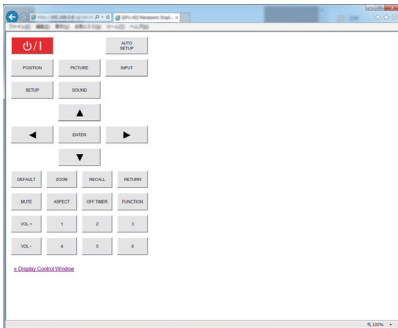 AUTO
SETUP
POSITION PICTURE INPUT
SETUP SOUND
ENTER
DEFAULT ZOOM RECALL RETURN
MUTE ASPECT OFF TIMER FUNCTION
VOL + 1 2 3
VOL - 4 5 6
» Display Control Window
100%